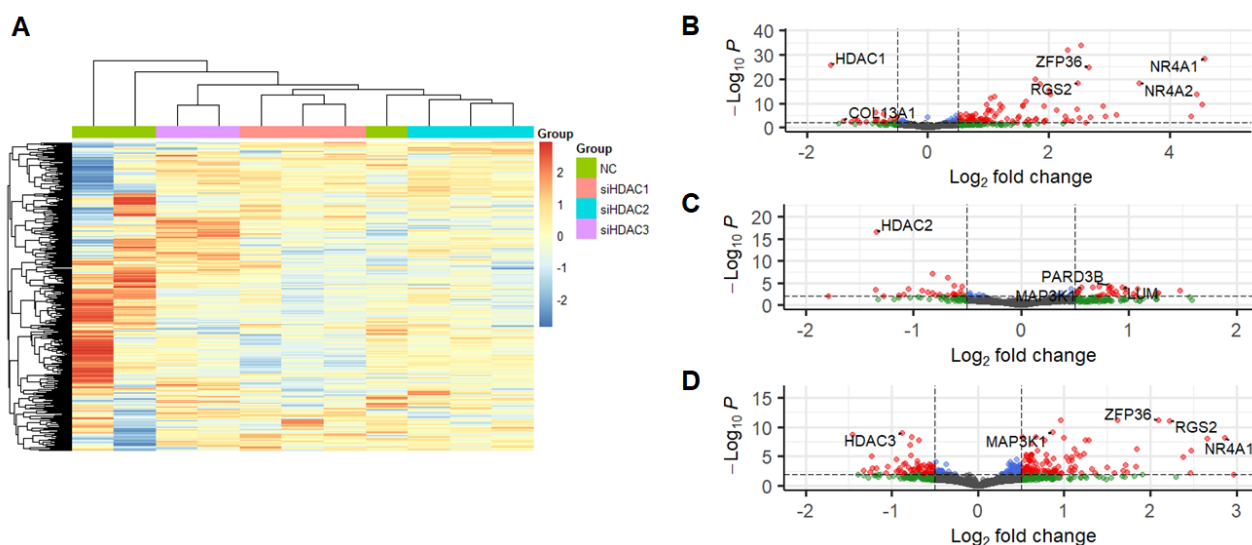 A
Group
Group
NC
siHDAC1
siHDAC2
siHDAC3
2
1
0
-1
-2
B
40
30
20
10
0
−Log10 P
HDAC1
COL13A1
ZFP36
RGS2
NR4A1
NR4A2
-2 0 2 4
Log2 fold change
C
20
15
10
5
0
−Log10 P
HDAC2
PARD3B
MAP3K1
LUM
-2 -1 0 1 2
Log2 fold change
D
15
10
5
0
−Log10 P
HDAC3
MAP3K1
ZFP36
RGS2
NR4A1
-2 -1 0 1 2 3
Log2 fold change